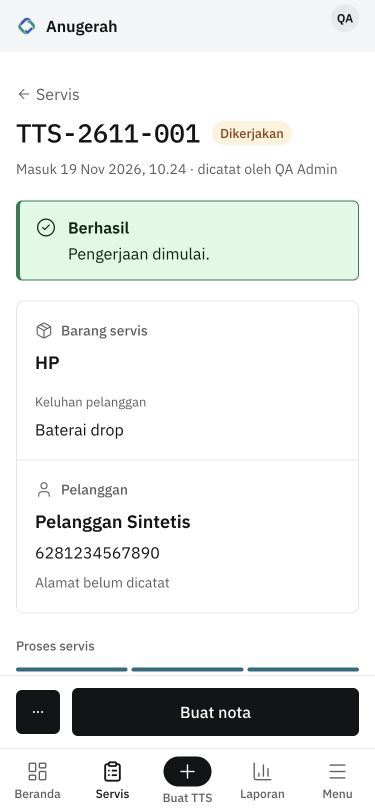 Anugerah
QA
← Servis
TTS-2611-001 Dikerjakan
Masuk 19 Nov 2026, 10.24 · dicatat oleh QA Admin
Berhasil
Pengerjaan dimulai.
Barang servis
HP
Keluhan pelanggan
Baterai drop
Pelanggan
Pelanggan Sintetis
6281234567890
Alamat belum dicatat
Proses servis
... Buat nota
Beranda Servis Buat TTS Laporan Menu